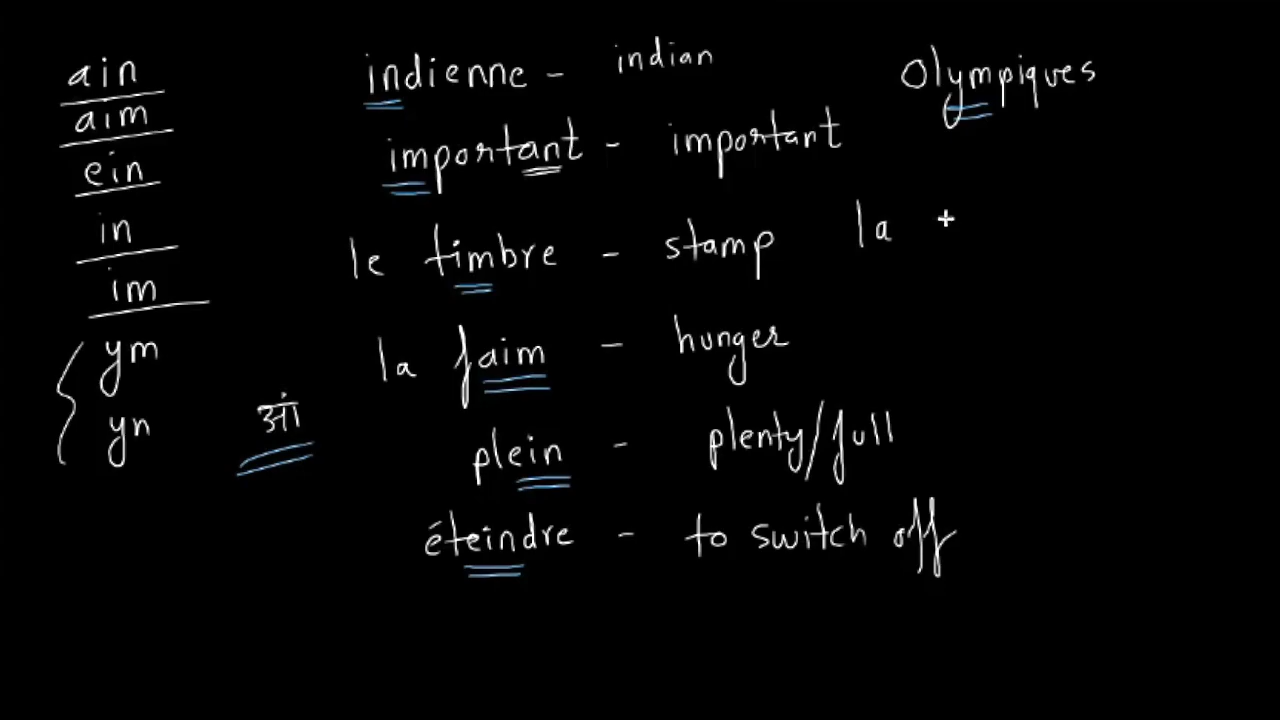 ain
aim
ein
in
im
ym
yn
आं
indienne - indian
important - important
le timbre - stamp
la faim - hunger
plein - plenty/full
éteindre - to switch off
Olympiques
la